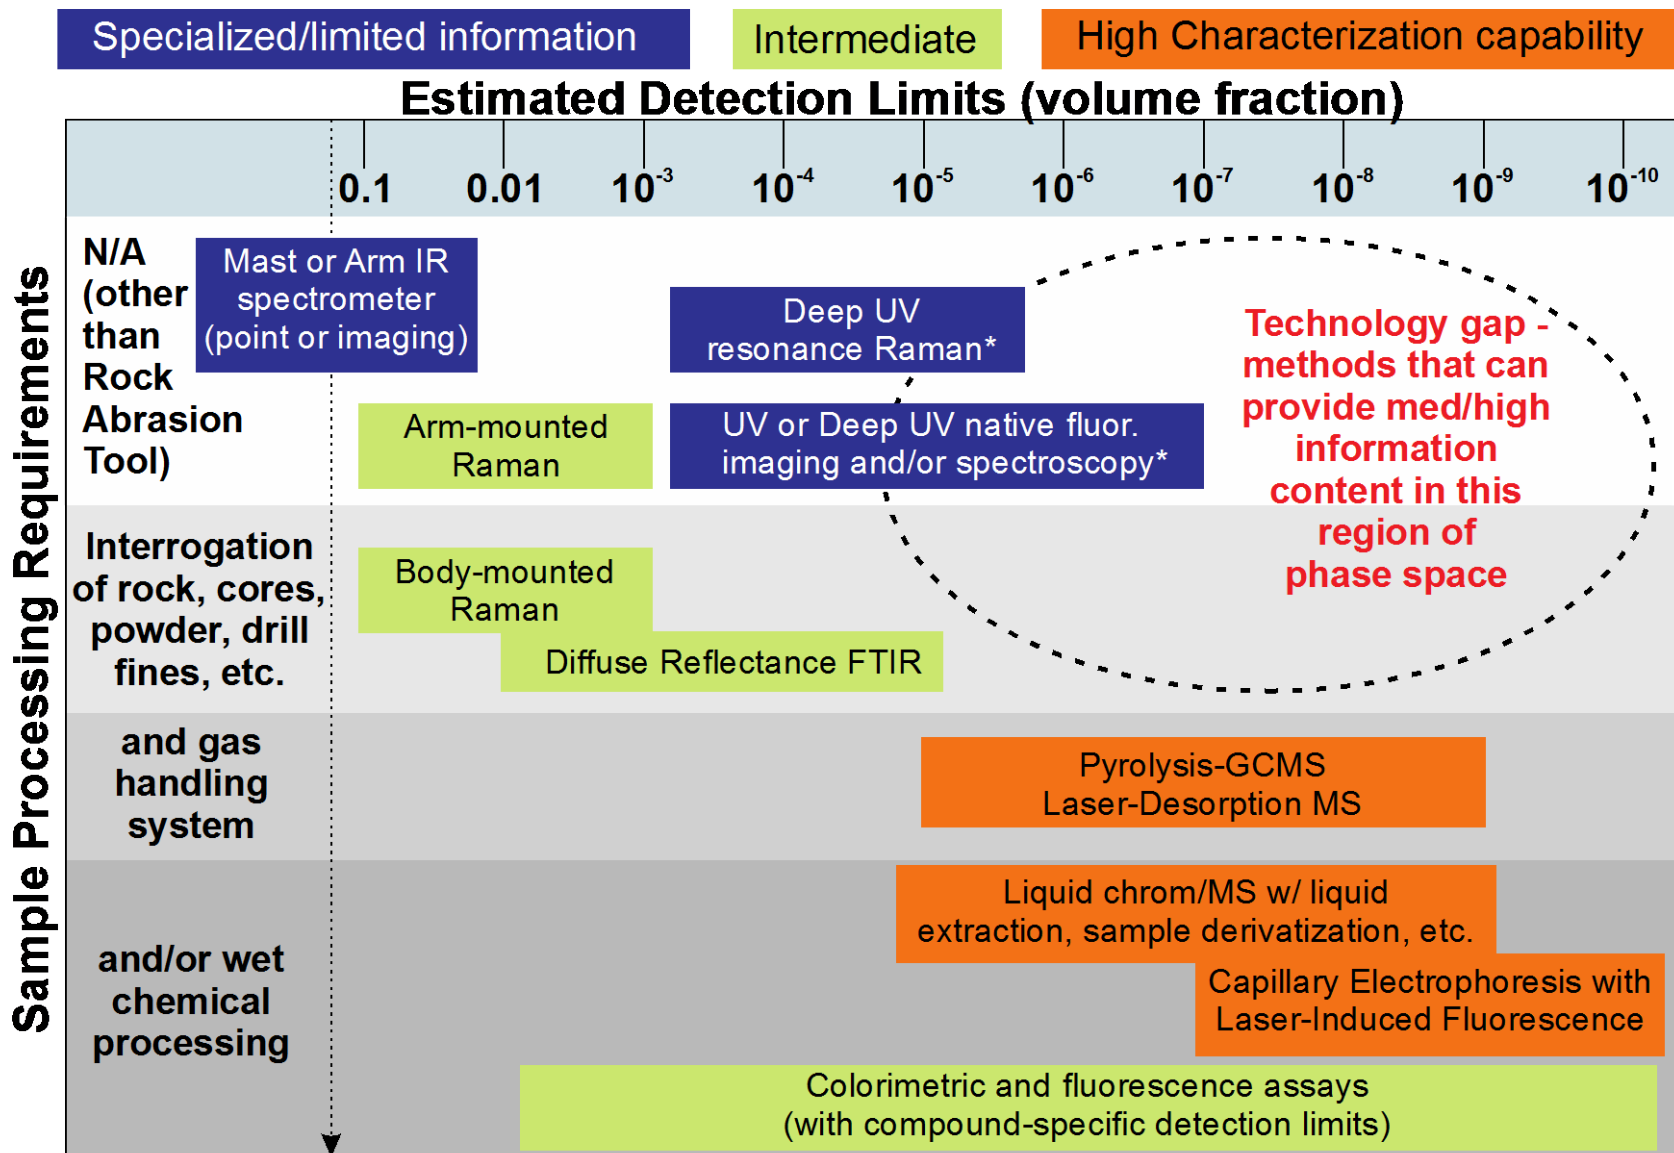 Specialized/limited information
Intermediate
High Characterization capability
Estimated Detection Limits (volume fraction)
0.1
0.01
10-3
10-4
10-5
10-6
10-7
10-8
10-9
10-10
Sample Processing Requirements
N/A
(other
than
Rock
Abrasion
Tool)
Mast or Arm IR
spectrometer
(point or imaging)
Deep UV
resonance Raman*
Arm-mounted
Raman
UV or Deep UV native fluor.
imaging and/or spectroscopy*
Technology gap -
methods that can
provide med/high
information
content in this
region of
phase space
Interrogation
of rock, cores,
powder, drill
fines, etc.
Body-mounted
Raman
Diffuse Reflectance FTIR
and gas
handling
system
Pyrolysis-GCMS
Laser-Desorption MS
and/or wet
chemical
processing
Liquid chrom/MS w/ liquid
extraction, sample derivatization, etc.
Capillary Electrophoresis with
Laser-Induced Fluorescence
Colorimetric and fluorescence assays
(with compound-specific detection limits)